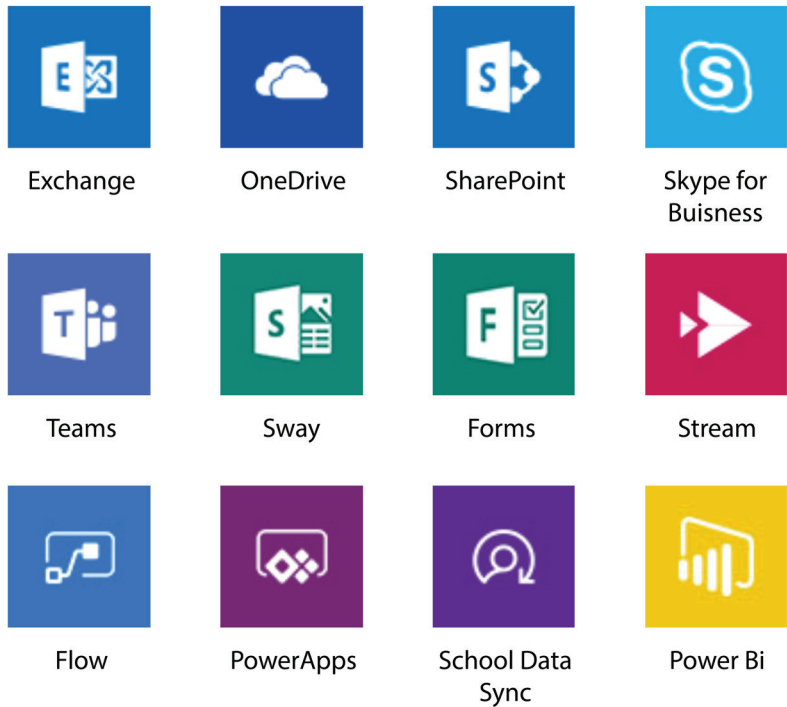 E
S
S
Exchange
OneDrive
SharePoint
Skype for
Buisness
T
S
F
Teams
Sway
Forms
Stream
Flow
PowerApps
School Data
Sync
Power Bi